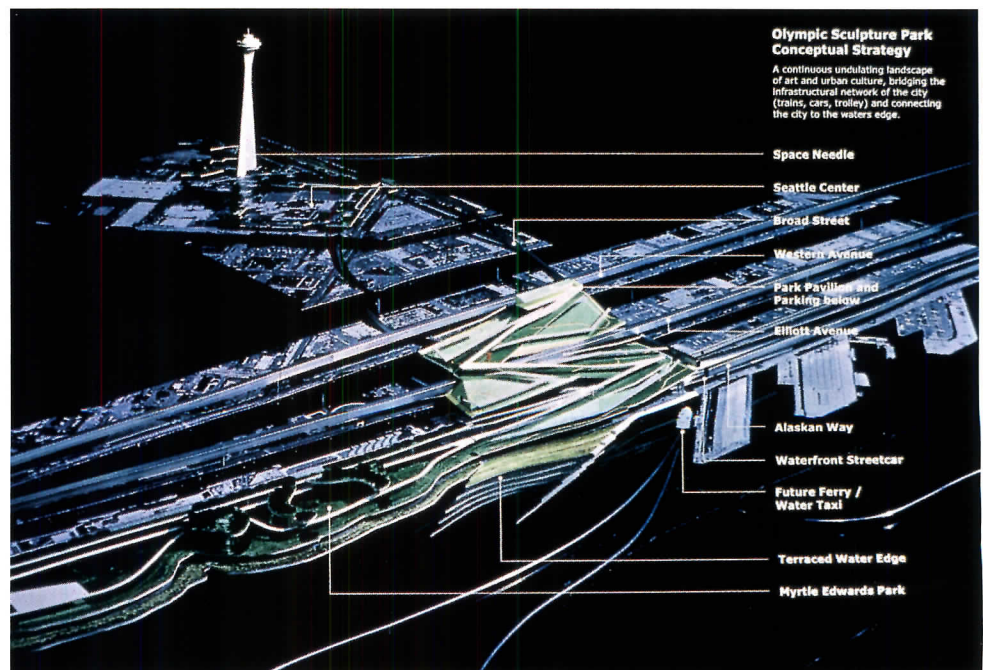 Olympic Sculpture Park
Conceptual Strategy
A continuous undulating landscape
of art and urban culture, bridging the
infrastructural network of the city
(trains, cars, trolley) and connecting
the city to the waters edge.
Space Needle
Seattle Center
Broad Street
Western Avenue
Park Pavilion and
Parking below
Elliott Avenue
Alaskan Way
Waterfront Streetcar
Future Ferry /
Water Taxi
Terraced Water Edge
Myrtle Edwards Park